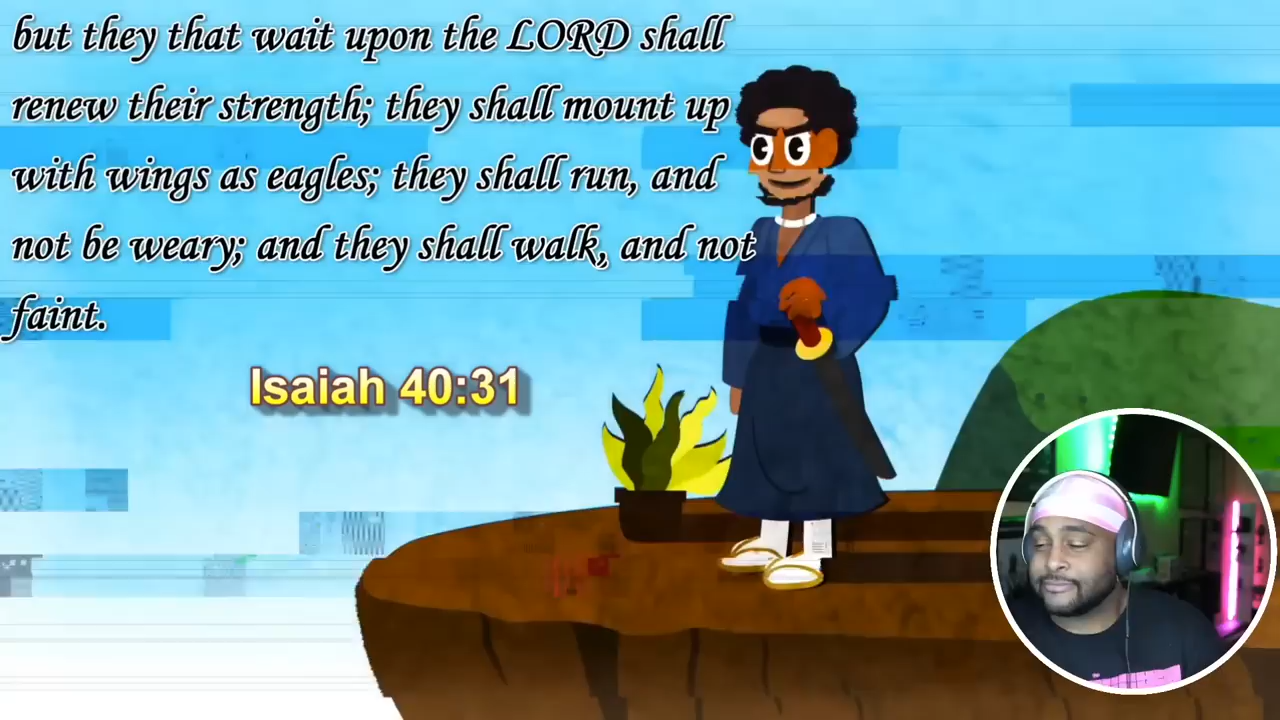 but they that wait upon the LORD shall
renew their strength; they shall mount up
with wings as eagles; they shall run, and
not be weary; and they shall walk, and not
faint.
Isaiah 40:31